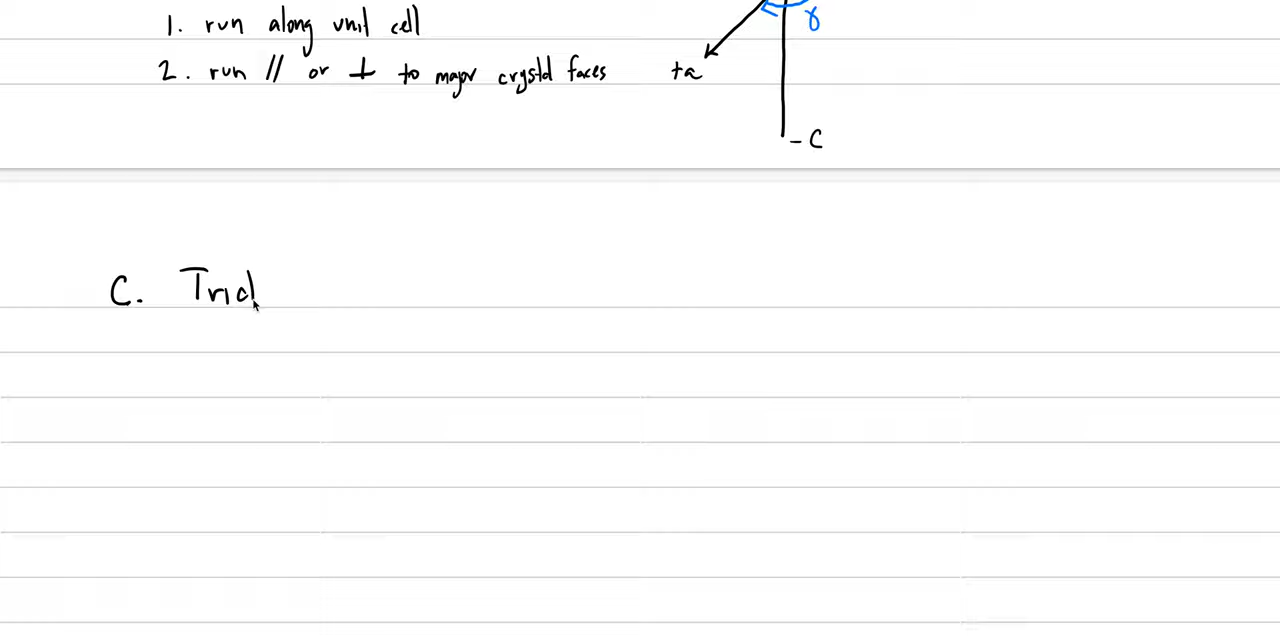 1. run along unit cell
2. run // or ⊥ to major crystal faces
γ
+a
- c
C. Tricl